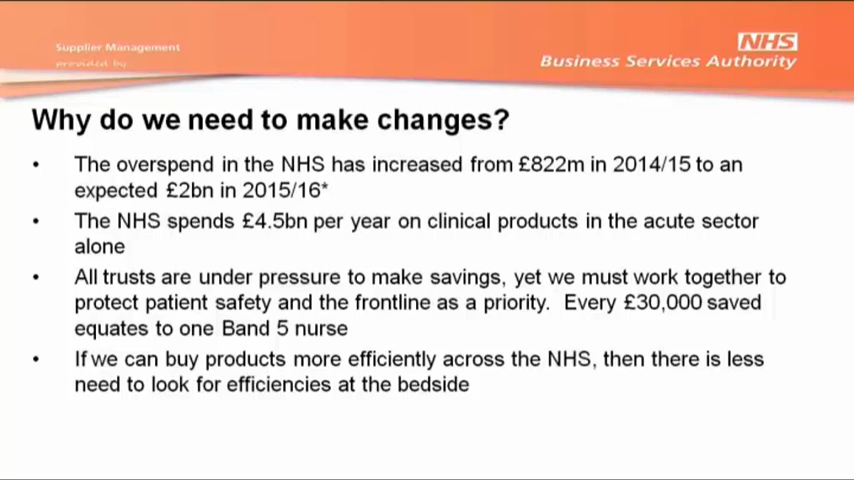 Supplier Management
provided by
NHS
Business Services Authority
Why do we need to make changes?
• The overspend in the NHS has increased from £822m in 2014/15 to an
expected £2bn in 2015/16*
• The NHS spends £4.5bn per year on clinical products in the acute sector
alone
• All trusts are under pressure to make savings, yet we must work together to
protect patient safety and the frontline as a priority. Every £30,000 saved
equates to one Band 5 nurse
• If we can buy products more efficiently across the NHS, then there is less
need to look for efficiencies at the bedside